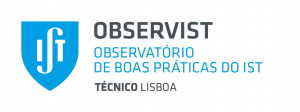 IST
OBSERVIST
OBSERVATÓRIO
DE BOAS PRÁTICAS DO IST
TÉCNICO LISBOA